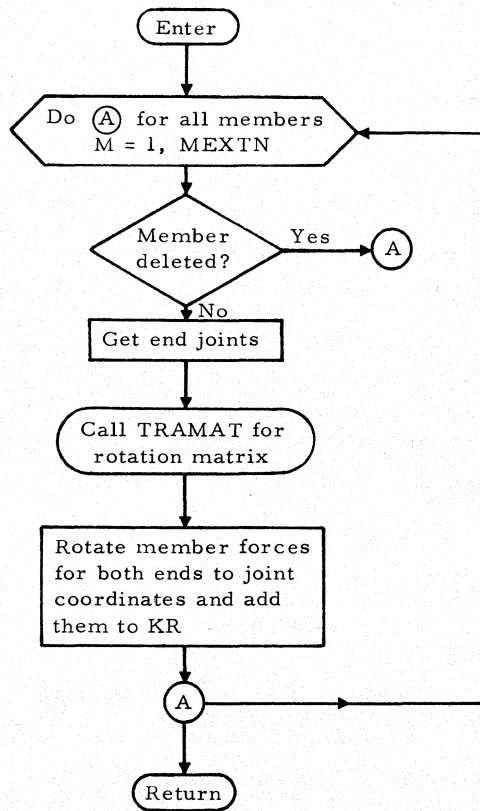 Enter
Do A for all members
M = 1, MEXTN
Member
deleted?
Yes
A
No
Get end joints
Call TRAMAT for
rotation matrix
Rotate member forces
for both ends to joint
coordinates and add
them to KR
A
Return